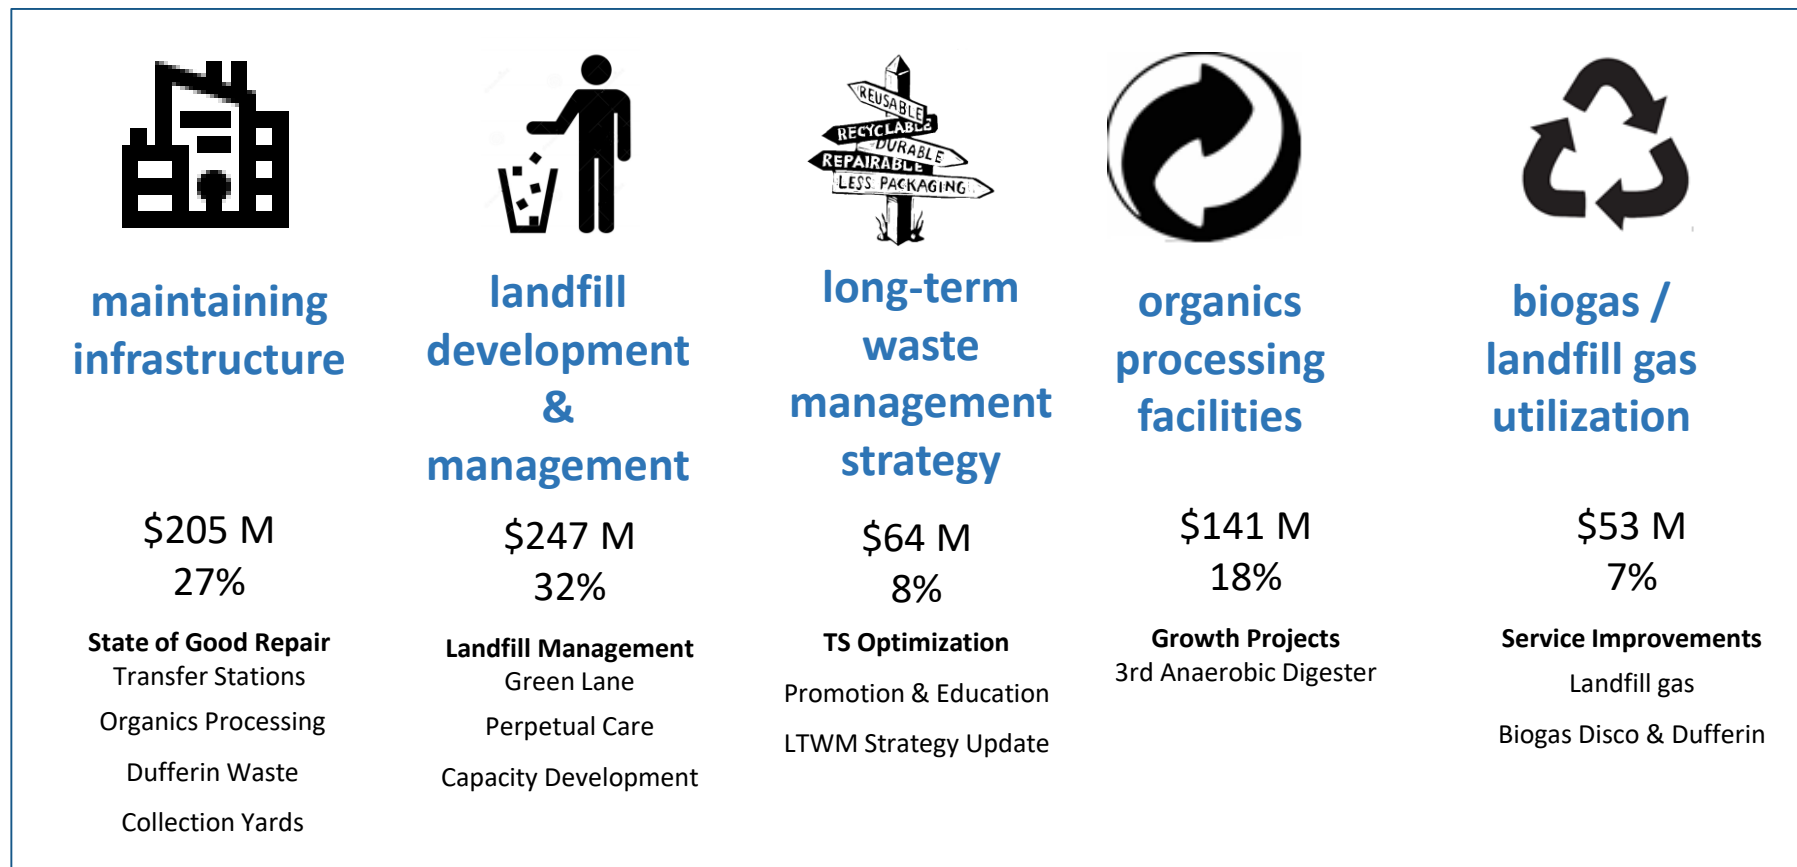 maintaining
infrastructure
$205 M
27%
State of Good Repair
Transfer Stations
Organics Processing
Dufferin Waste
Collection Yards
landfill
development
&
management
$247 M
32%
Landfill Management
Green Lane
Perpetual Care
Capacity Development
REUSABLE
RECYCLABLE
DURABLE
REPAIRABLE
LESS PACKAGING
long-term
waste
management
strategy
$64 M
8%
TS Optimization
Promotion & Education
LTWM Strategy Update
organics
processing
facilities
$141 M
18%
Growth Projects
3rd Anaerobic Digester
biogas /
landfill gas
utilization
$53 M
7%
Service Improvements
Landfill gas
Biogas Disco & Dufferin